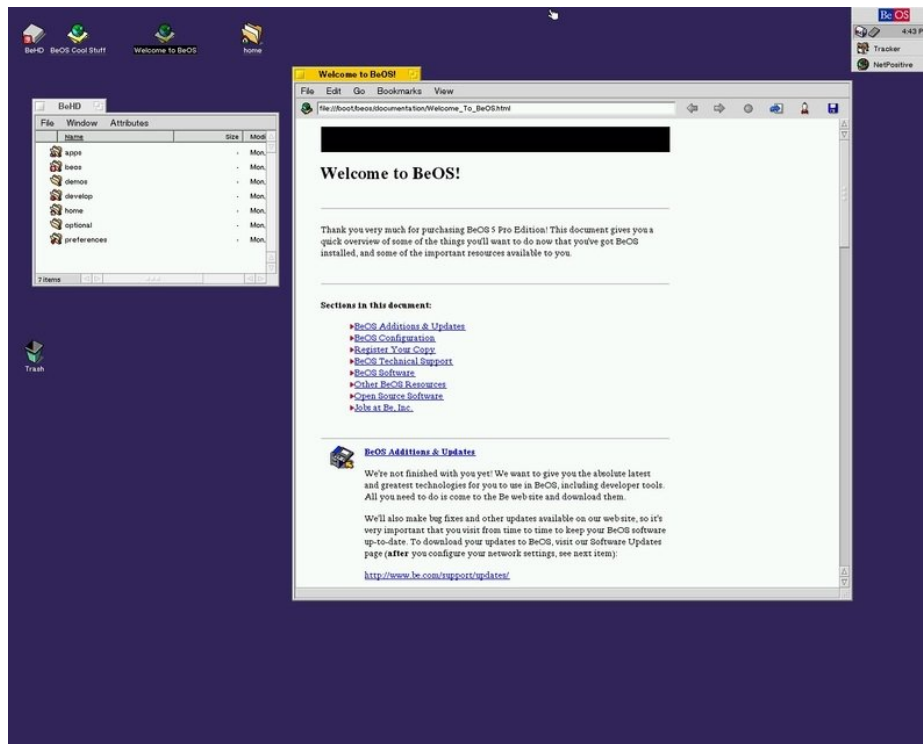 Be OS
4:43 P
Tracker
NetPositive
BeHD
BeOS Cool Stuff
Welcome to BeOS
home
Welcome to BeOS!
File Edit Go Bookmarks View
file:///boot/beos/documentation/Welcome_To_BeOS.html
BeHD
File Window Attributes
Name Size Modi
apps - Mon,
beos - Mon,
demos - Mon,
develop - Mon,
home - Mon,
optional - Mon,
preferences - Mon,
7 items
Trash
Welcome to BeOS!
Thank you very much for purchasing BeOS 5 Pro Edition! This document gives you a
quick overview of some of the things you'll want to do now that you've got BeOS
installed, and some of the important resources available to you.
Sections in this document:
BeOS Additions & Updates
BeOS Configuration
Register Your Copy
BeOS Technical Support
BeOS Software
Other BeOS Resources
Open Source Software
Jobs at Be, Inc.
BeOS Additions & Updates
We're not finished with you yet! We want to give you the absolute latest
and greatest technologies for you to use in BeOS, including developer tools.
All you need to do is come to the Be web site and download them.
We'll also make bug fixes and other updates available on our web site, so it's
very important that you visit from time to time to keep your BeOS software
up-to-date. To download your updates to BeOS, visit our Software Updates
page (after you configure your network settings, see next item):
http://www.be.com/support/updates/